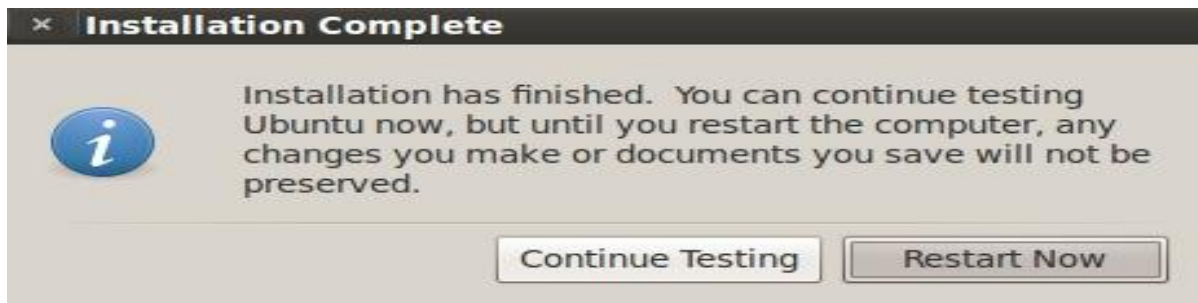 Installation Complete
Installation has finished. You can continue testing
Ubuntu now, but until you restart the computer, any
changes you make or documents you save will not be
preserved.
Continue Testing Restart Now